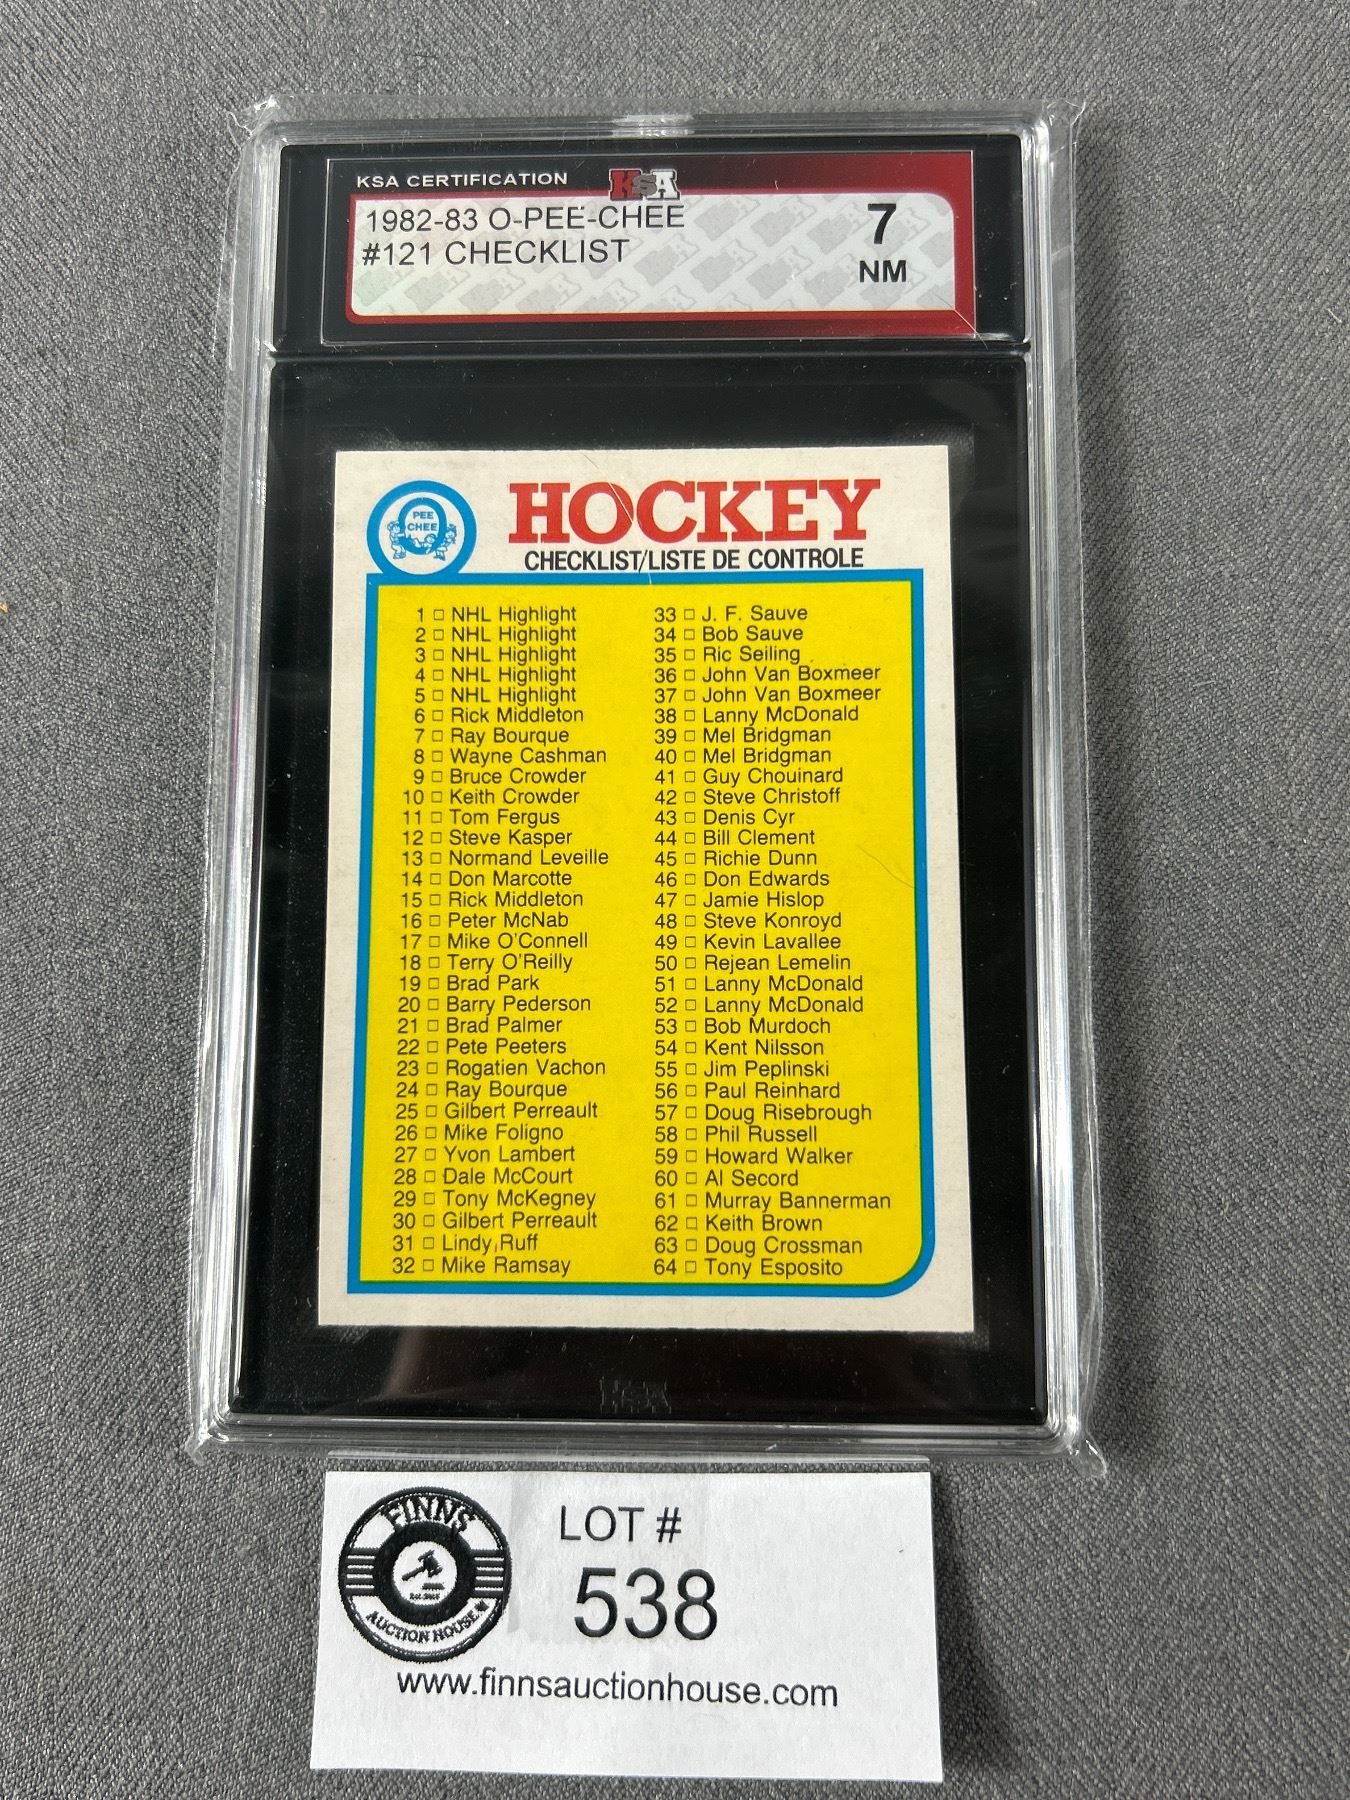 KSA CERTIFICATION
KSA
1982-83 O-PEE-CHEE
#121 CHECKLIST
7
NM
PEE
CHEE
HOCKEY
CHECKLIST/LISTE DE CONTROLE
1 □ NHL Highlight
2 □ NHL Highlight
3 □ NHL Highlight
4 □ NHL Highlight
5 □ NHL Highlight
6 □ Rick Middleton
7 □ Ray Bourque
8 □ Wayne Cashman
9 □ Bruce Crowder
10 □ Keith Crowder
11 □ Tom Fergus
12 □ Steve Kasper
13 □ Normand Leveille
14 □ Don Marcotte
15 □ Rick Middleton
16 □ Peter McNab
17 □ Mike O'Connell
18 □ Terry O'Reilly
19 □ Brad Park
20 □ Barry Pederson
21 □ Brad Palmer
22 □ Pete Peeters
23 □ Rogatien Vachon
24 □ Ray Bourque
25 □ Gilbert Perreault
26 □ Mike Foligno
27 □ Yvon Lambert
28 □ Dale McCourt
29 □ Tony McKegney
30 □ Gilbert Perreault
31 □ Lindy Ruff
32 □ Mike Ramsay
33 □ J. F. Sauve
34 □ Bob Sauve
35 □ Ric Seiling
36 □ John Van Boxmeer
37 □ John Van Boxmeer
38 □ Lanny McDonald
39 □ Mel Bridgman
40 □ Mel Bridgman
41 □ Guy Chouinard
42 □ Steve Christoff
43 □ Denis Cyr
44 □ Bill Clement
45 □ Richie Dunn
46 □ Don Edwards
47 □ Jamie Hislop
48 □ Steve Konroyd
49 □ Kevin Lavallee
50 □ Rejean Lemelin
51 □ Lanny McDonald
52 □ Lanny McDonald
53 □ Bob Murdoch
54 □ Kent Nilsson
55 □ Jim Peplinski
56 □ Paul Reinhard
57 □ Doug Risebrough
58 □ Phil Russell
59 □ Howard Walker
60 □ Al Secord
61 □ Murray Bannerman
62 □ Keith Brown
63 □ Doug Crossman
64 □ Tony Esposito
KSA
FINNS
AUCTION HOUSE
LOT #
538
www.finnsauctionhouse.com